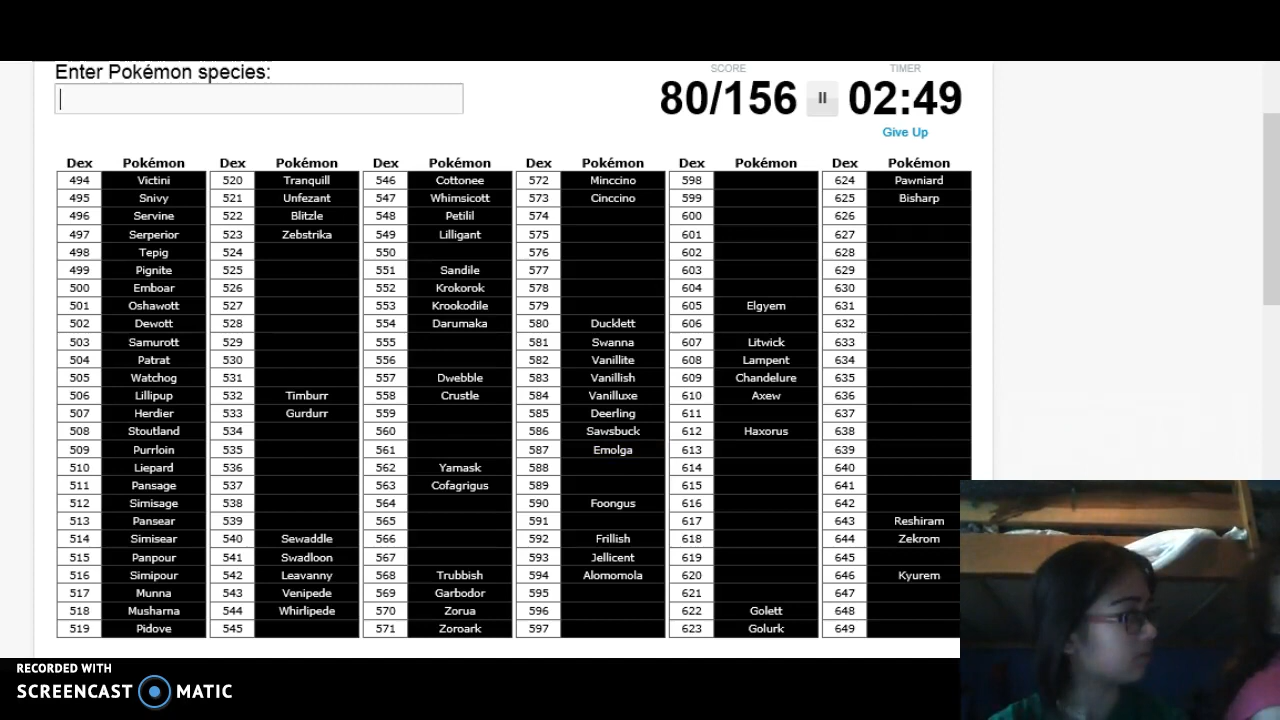 Enter Pokémon species:
SCORE TIMER
80/156 II 02:49
Give Up
Dex Pokémon Dex Pokémon Dex Pokémon Dex Pokémon Dex Pokémon Dex Pokémon
494 Victini 520 Tranquill 546 Cottonee 572 Minccino 598 624 Pawniard
495 Snivy 521 Unfezant 547 Whimsicott 573 Cinccino 599 625 Bisharp
496 Servine 522 Blitzle 548 Petilil 574 600 626
497 Serperior 523 Zebstrika 549 Lilligant 575 601 627
498 Tepig 524 550 576 602 628
499 Pignite 525 551 Sandile 577 603 629
500 Emboar 526 552 Krokorok 578 604 630
501 Oshawott 527 553 Krookodile 579 605 Elgyem 631
502 Dewott 528 554 Darumaka 580 Ducklett 606 632
503 Samurott 529 555 581 Swanna 607 Litwick 633
504 Patrat 530 556 582 Vanillite 608 Lampent 634
505 Watchog 531 557 Dwebble 583 Vanillish 609 Chandelure 635
506 Lillipup 532 Timburr 558 Crustle 584 Vanilluxe 610 Axew 636
507 Herdier 533 Gurdurr 559 585 Deerling 611 637
508 Stoutland 534 560 586 Sawsbuck 612 Haxorus 638
509 Purrloin 535 561 587 Emolga 613 639
510 Liepard 536 562 Yamask 588 614 640
511 Pansage 537 563 Cofagrigus 589 615 641
512 Simisage 538 564 590 Foongus 616 642
513 Pansear 539 565 591 617 643 Reshiram
514 Simisear 540 Sewaddle 566 592 Frillish 618 644 Zekrom
515 Panpour 541 Swadloon 567 593 Jellicent 619 645
516 Simipour 542 Leavanny 568 Trubbish 594 Alomomola 620 646 Kyurem
517 Munna 543 Venipede 569 Garbodor 595 621 647
518 Musharna 544 Whirlipede 570 Zorua 596 622 Golett 648
519 Pidove 545 571 Zoroark 597 623 Golurk 649
RECORDED WITH
SCREENCAST MATIC